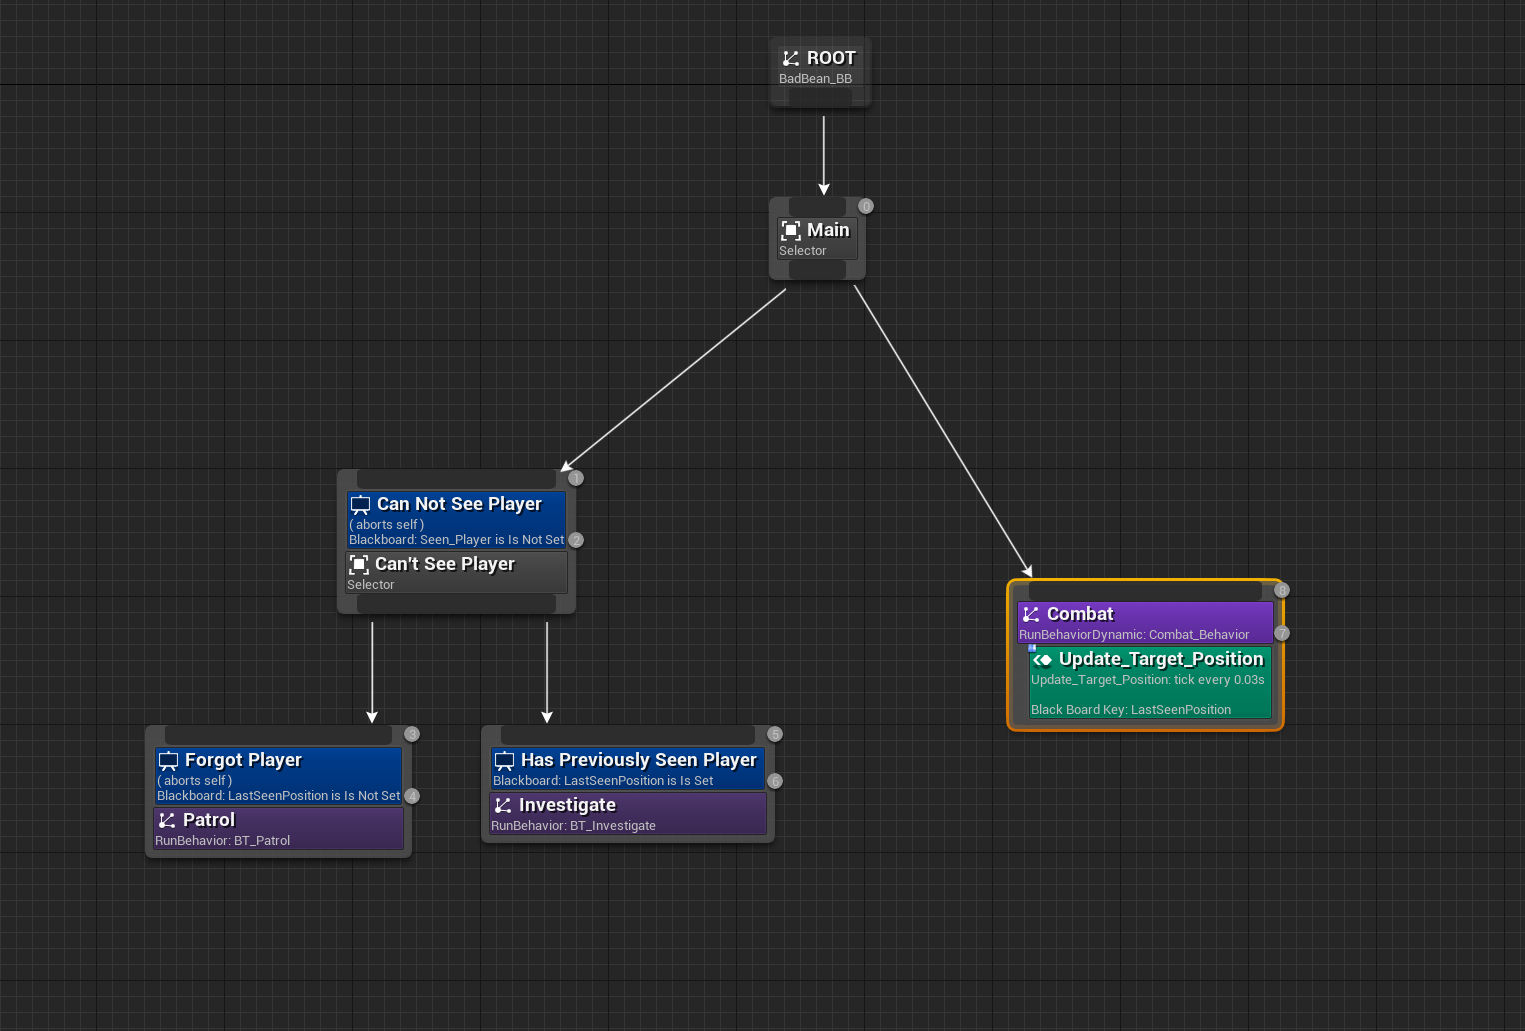 ROOT
BadBean_BB
0
Main
Selector
1
Can Not See Player
( aborts self )
Blackboard: Seen_Player is Is Not Set
2
Can't See Player
Selector
8
Combat
RunBehaviorDynamic: Combat_Behavior
7
Update_Target_Position
Update_Target_Position: tick every 0.03s
Black Board Key: LastSeenPosition
3
Forgot Player
( aborts self )
Blackboard: LastSeenPosition is Is Not Set
4
Patrol
RunBehavior: BT_Patrol
5
Has Previously Seen Player
Blackboard: LastSeenPosition is Is Set
6
Investigate
RunBehavior: BT_Investigate